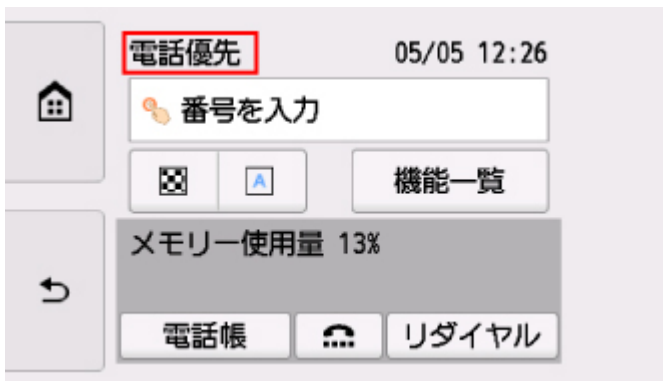 電話優先 05/05 12:26
番号を入力
A 機能一覧
メモリー使用量 13%
電話帳 リダイヤル